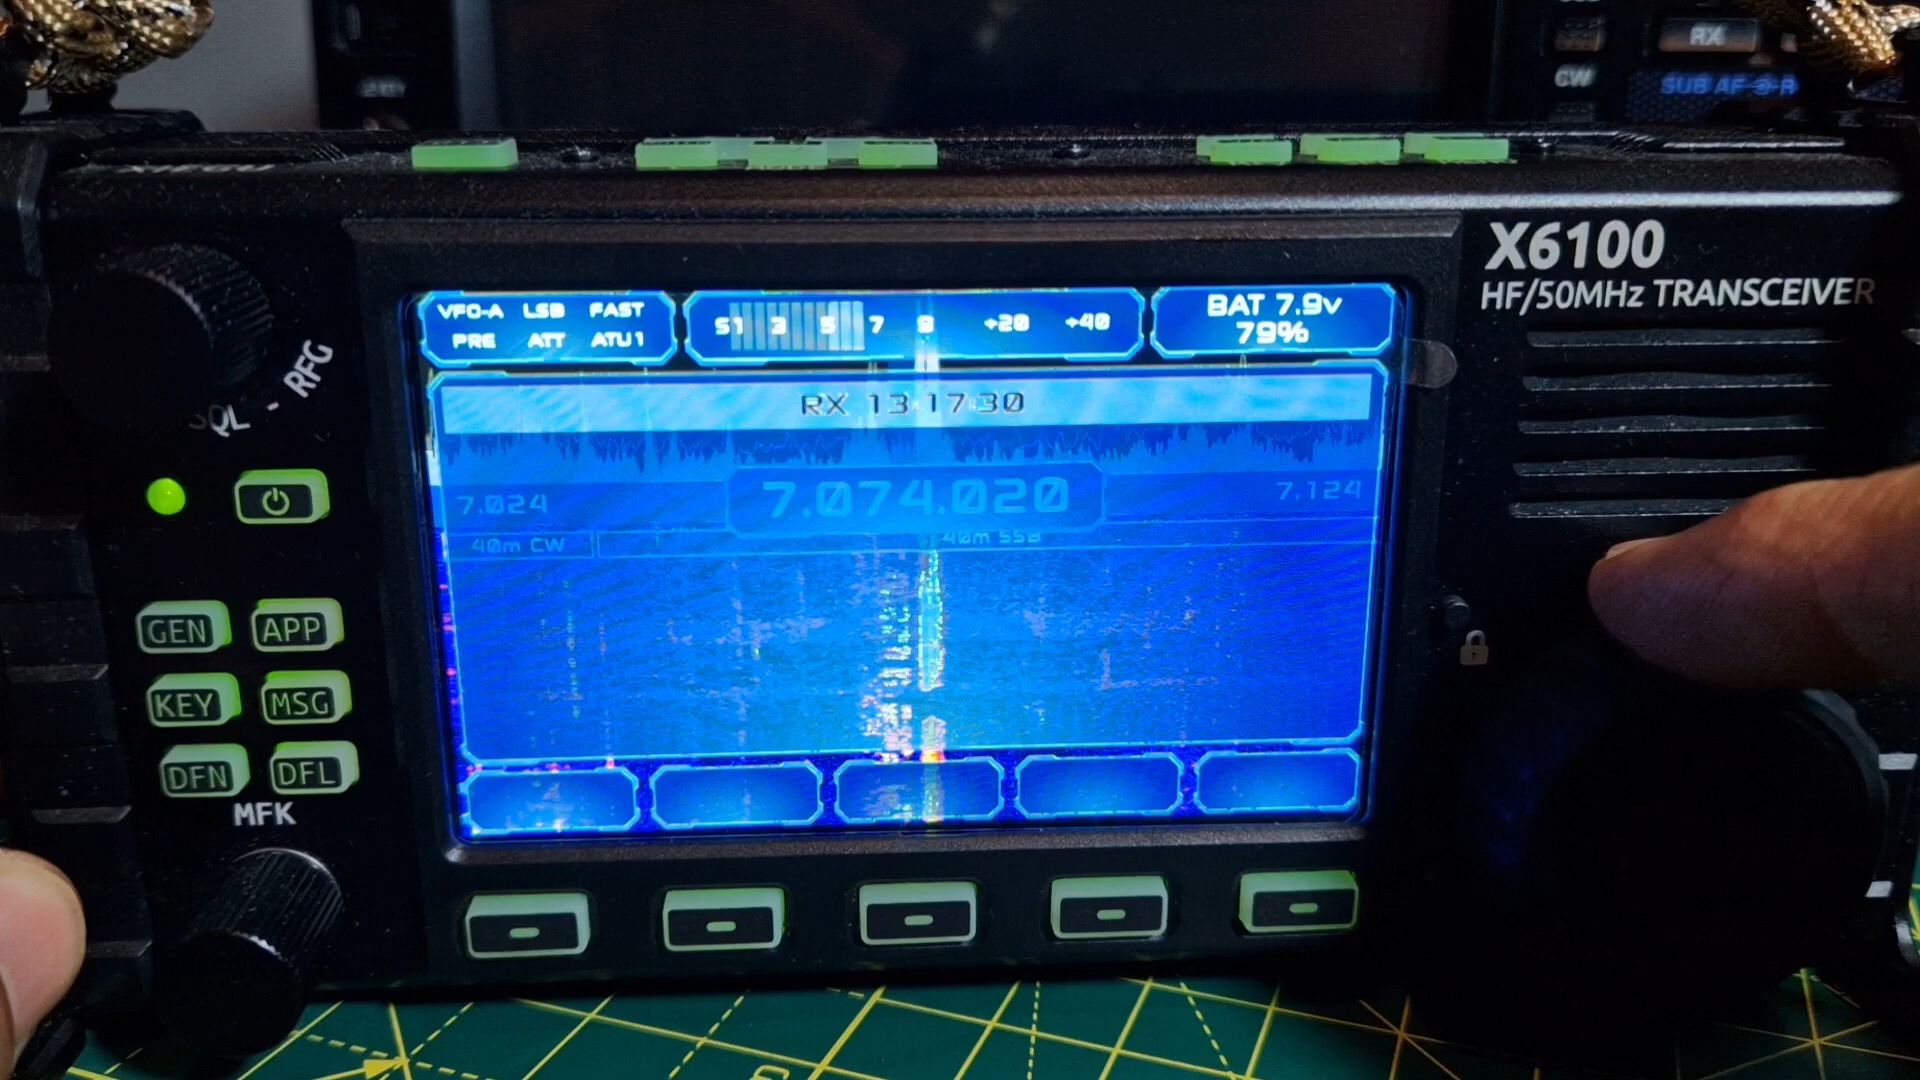 RX
CW
SUB AF
X6100
HF/50MHz TRANSCEIVER
VFO-A LSB FAST
PRE ATT ATU1
S1 3 5 7 9 +20 +40
BAT 7.9v
79%
RX 13:17:30
7.024
7.074.020
7.124
40m CW
40m SSB
SQL - RFG
GEN
APP
KEY
MSG
DFN
DFL
MFK